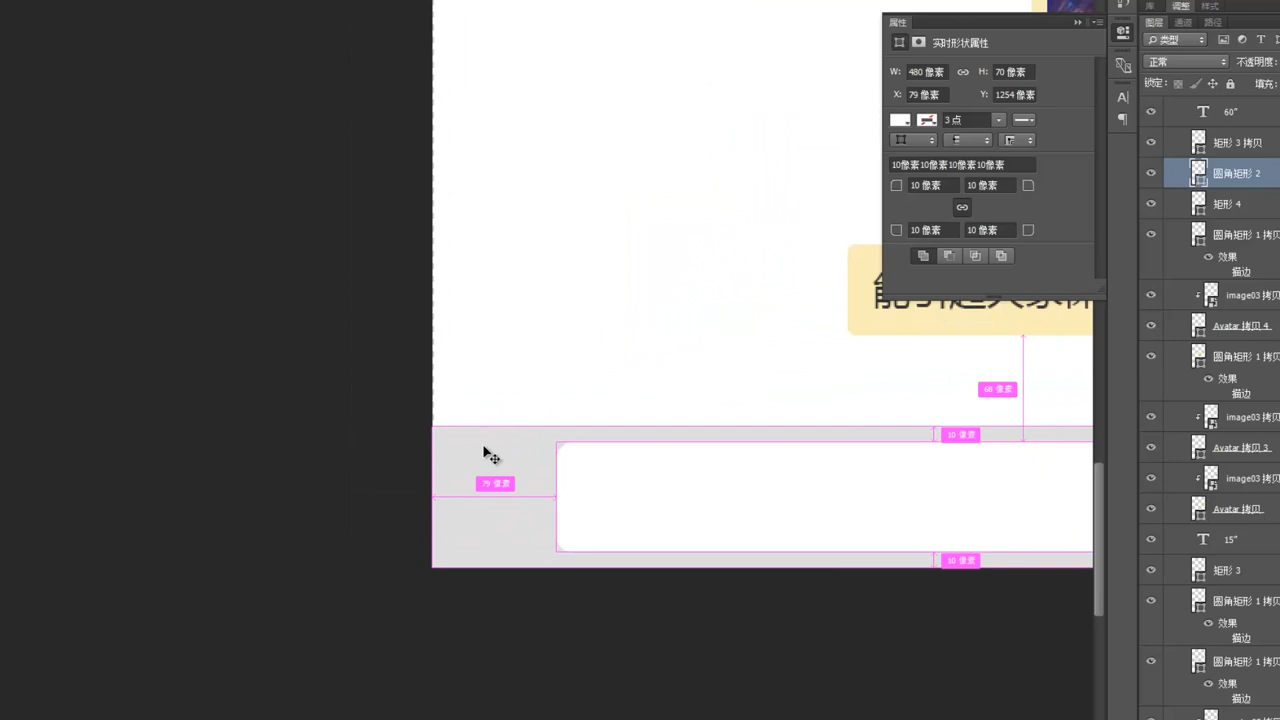 属性
实时形状属性
W: 480 像素 H: 70 像素
X: 79 像素 Y: 1254 像素
3 点
10像素10像素10像素10像素
10 像素 10 像素
10 像素 10 像素
68 像素
10 像素
79 像素
10 像素
库 调整 样式
图层 通道 路径
类型
正常 不透明度:
锁定: 填充:
60"
矩形 3 拷贝
圆角矩形 2
矩形 4
圆角矩形 1 拷贝
效果
描边
image03 拷贝
Avatar 拷贝 4
圆角矩形 1 拷贝
效果
描边
image03 拷贝
Avatar 拷贝 3
image03 拷贝
Avatar 拷贝
15"
矩形 3
圆角矩形 1 拷贝
效果
描边
圆角矩形 1 拷贝
效果
描边